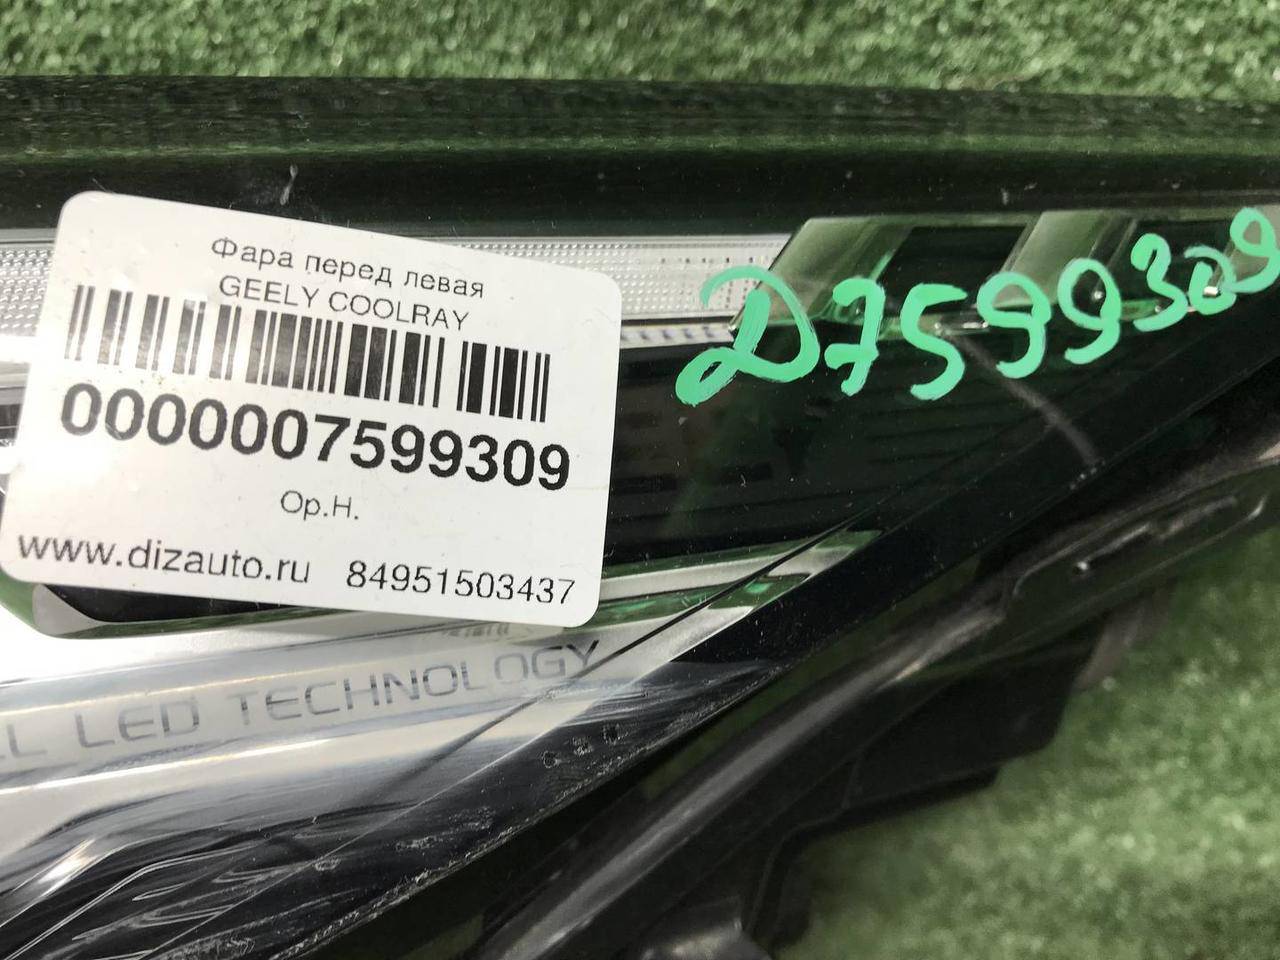 Фара перед левая
GEELY COOLRAY
0000007599309
Ор.Н.
www.dizauto.ru 84951503437
D7599309
LED TECHNOLOGY